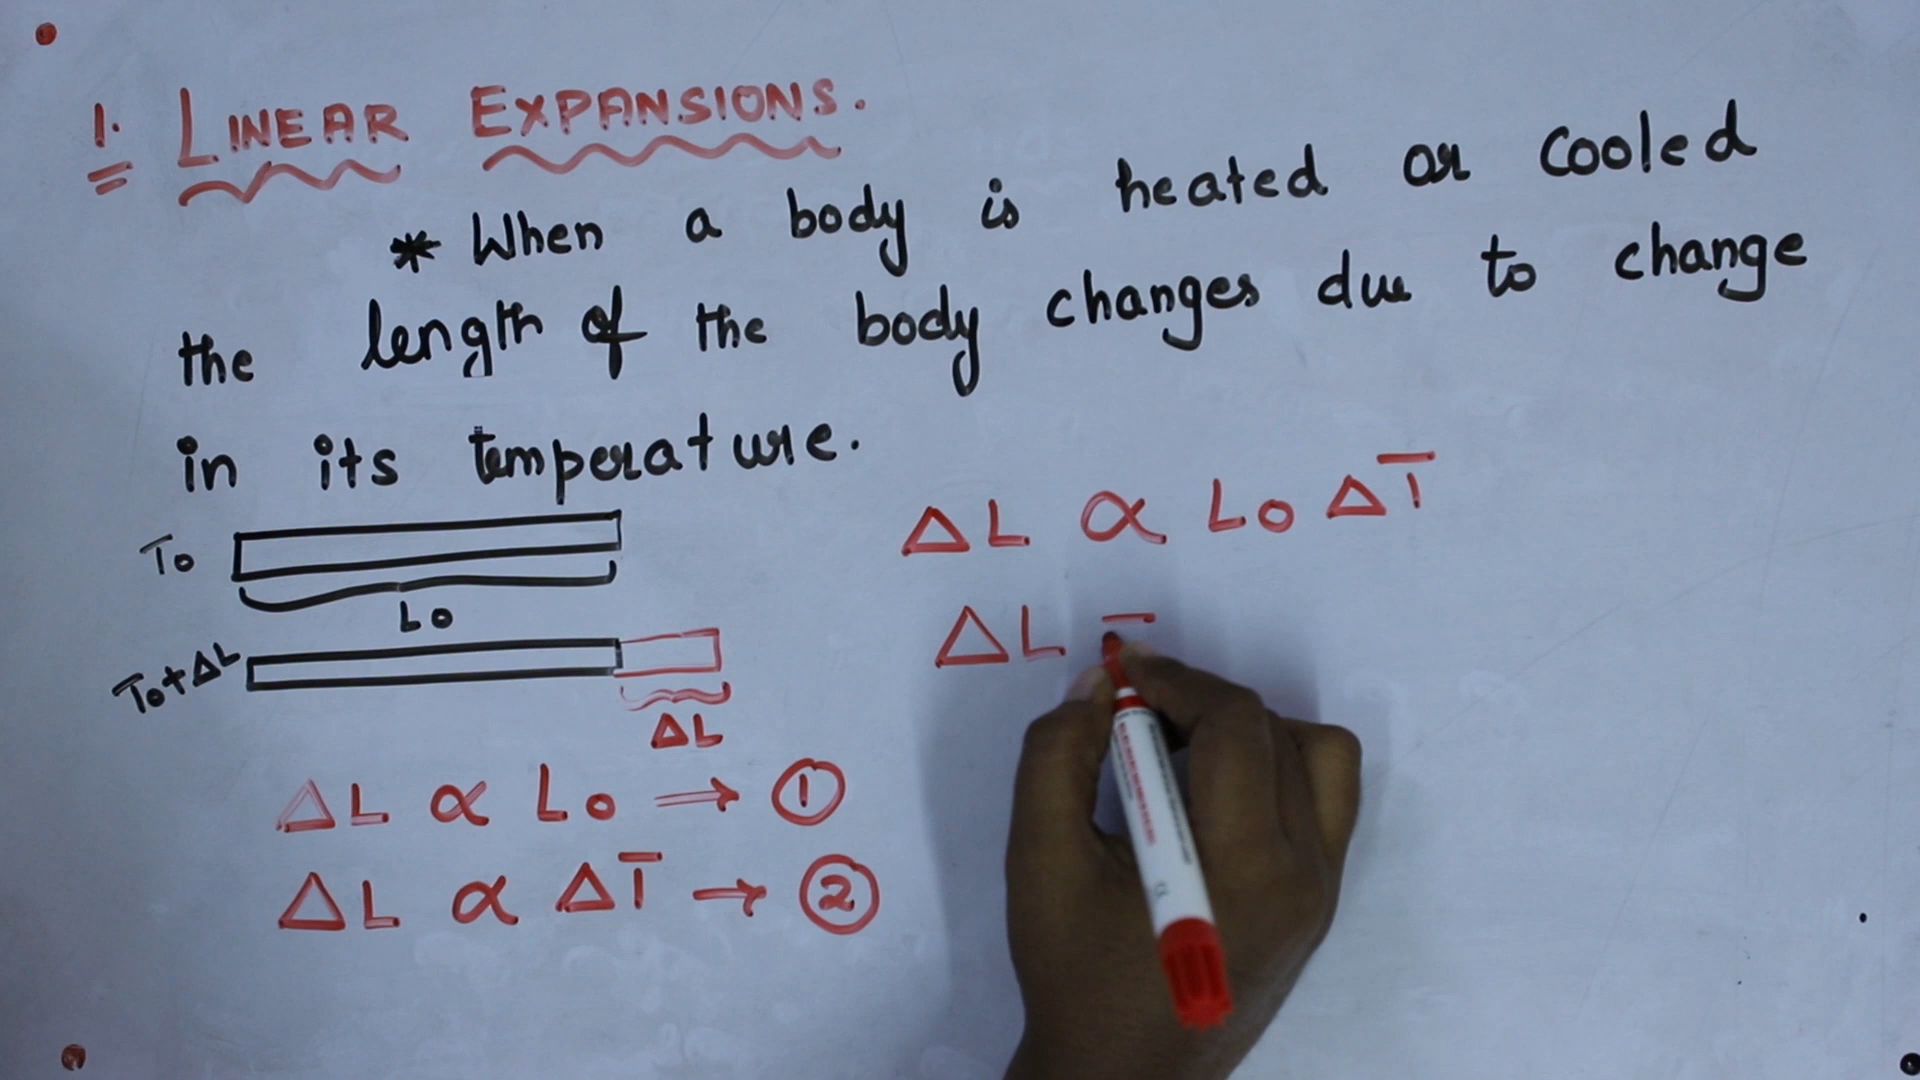 1. LINEAR EXPANSIONS.
* When a body is heated or cooled
the length of the body changes due to change
in its temperature.
To
Lo
To+ΔL
ΔL
ΔL ∝ Lo → 1
ΔL ∝ ΔT → 2
ΔL ∝ Lo ΔT
ΔL